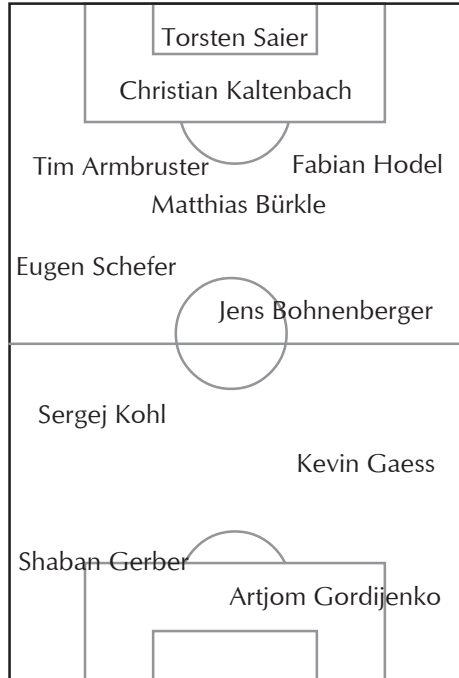 Torsten Saier
Christian Kaltenbach
Tim Armbruster
Fabian Hodel
Matthias Bürkle
Eugen Schefer
Jens Bohnenberger
Sergej Kohl
Kevin Gaess
Shaban Gerber
Artjom Gordijenko